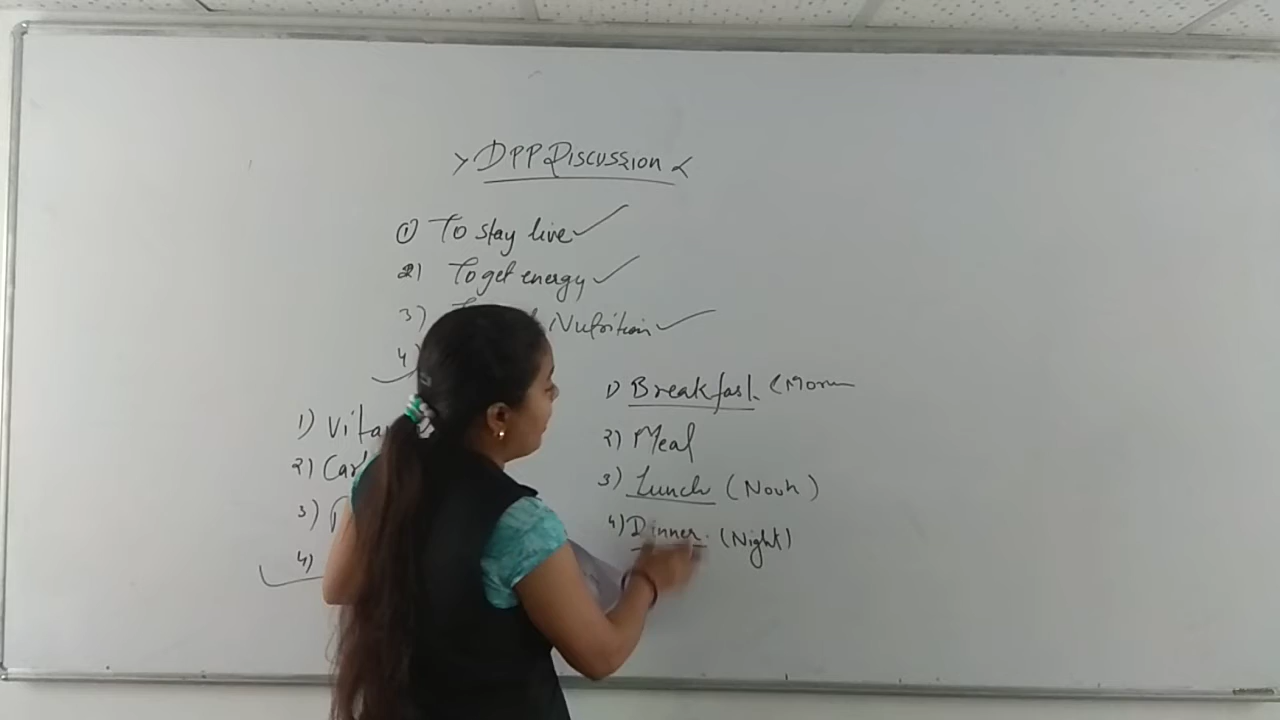 DPP DISCUSSION
① To stay live
2) To get energy
3) Nutrition
4)
1) Vita
2) Car
3)
4)
1) Breakfast (Morn
2) Meal
3) Lunch (Noon)
4) Dinner. (Night)